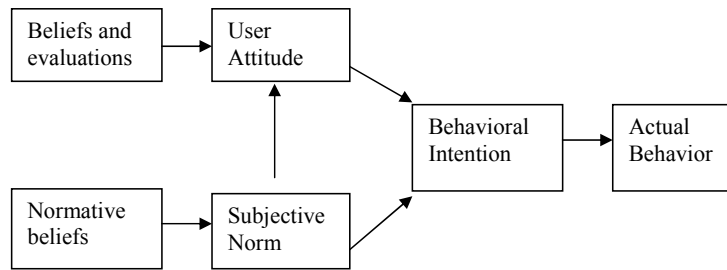 Beliefs and
evaluations
User
Attitude
Behavioral
Intention
Actual
Behavior
Normative
beliefs
Subjective
Norm